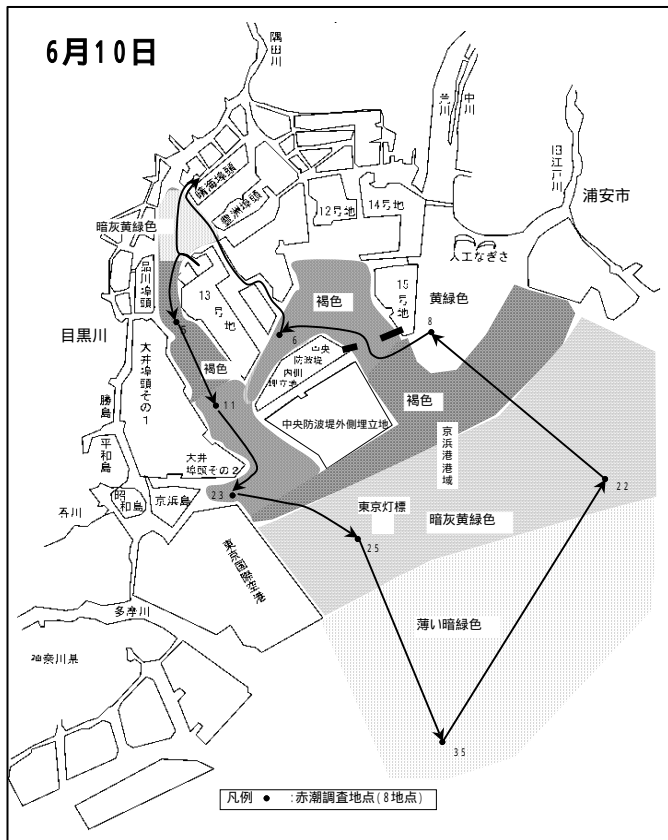 6月10日
隅田川
荒川
中川
旧江戸川
浦安市
晴海埠頭
豊洲埠頭
12号地
14号地
暗灰黄緑色
人工なぎさ
品川埠頭
13号地
15号地
褐色
黄緑色
8
5
6
目黒川
中央
防波堤
内側
埋立地
大井埠頭その1
褐色
11
褐色
勝島
中央防波堤外側埋立地
京浜港港域
平和島
大井
埠頭その2
昭和島
京浜島
23
22
東京灯標
暗灰黄緑色
25
東京国際空港
多摩川
薄い暗緑色
神奈川県
35
凡例 ● :赤潮調査地点(8地点)